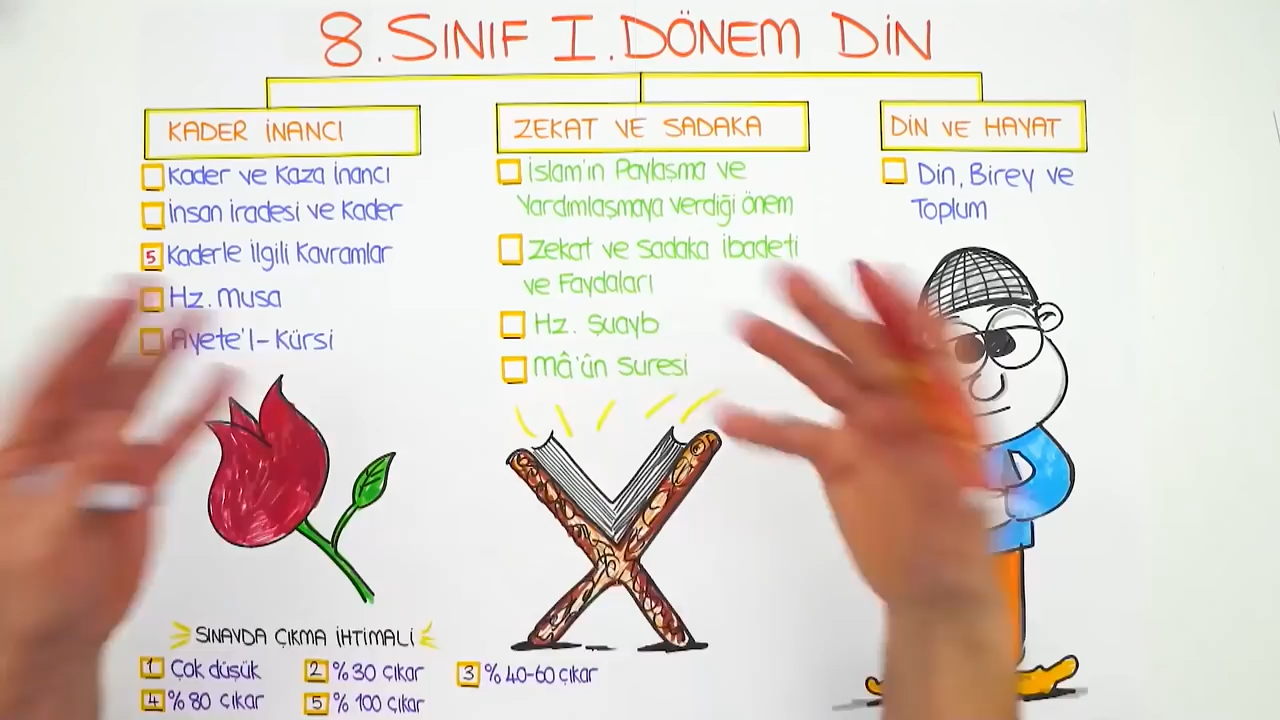 8. SINIF I. DÖNEM DİN
KADER İNANCI
Kader ve Kaza İnancı
İnsan İradesi ve Kader
5 Kaderle İlgili Kavramlar
Hz. Musa
Ayete'l-Kürsi
ZEKAT VE SADAKA
İslam'ın Paylaşma ve
Yardımlaşmaya verdiği önem
Zekat ve Sadaka İbadeti
ve Faydaları
Hz. Şuayb
Mâ'ûn Suresi
DİN VE HAYAT
Din, Birey ve
Toplum
SINAVDA ÇIKMA İHTİMALİ
1 Çok düşük
2 %30 çıkar
3 %40-60 çıkar
4 %80 çıkar
5 %100 çıkar